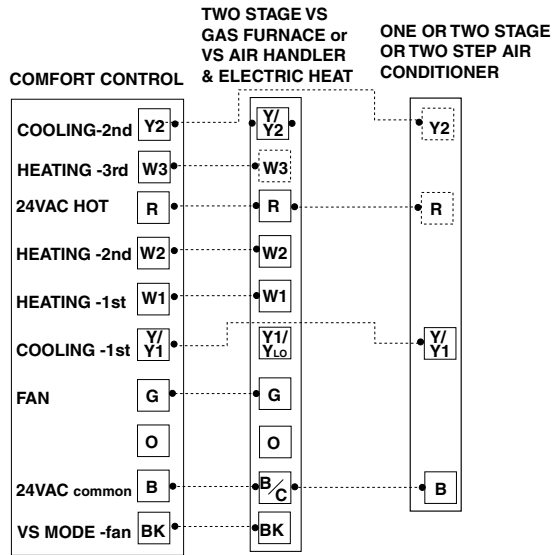 TWO STAGE VS
GAS FURNACE or
VS AIR HANDLER
& ELECTRIC HEAT
ONE OR TWO STAGE
OR TWO STEP AIR
CONDITIONER
COMFORT CONTROL
COOLING-2nd Y2 Y/Y2 Y2
HEATING -3rd W3 W3
24VAC HOT R R R
HEATING -2nd W2 W2
HEATING -1st W1 W1
COOLING -1st Y/Y1 Y1/YLO Y/Y1
FAN G G
O O
24VAC common B B/C B
VS MODE -fan BK BK